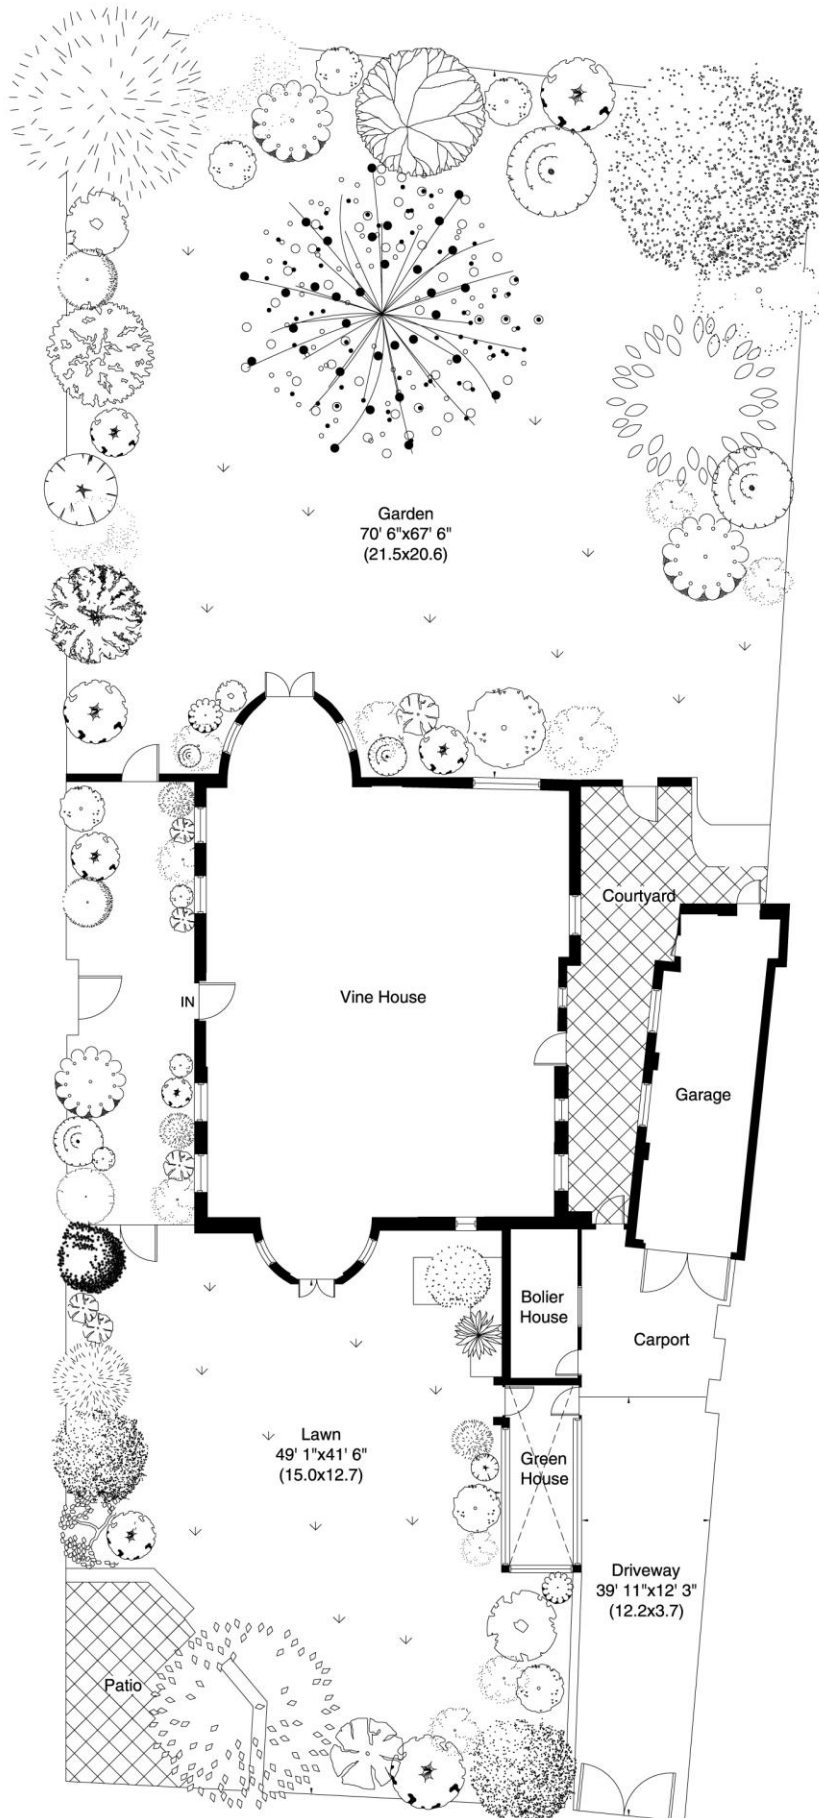 Garden
70' 6"x67' 6"
(21.5x20.6)
Courtyard
IN
Vine House
Garage
Bolier
House
Carport
Lawn
49' 1"x41' 6"
(15.0x12.7)
Green
House
Driveway
39' 11"x12' 3"
(12.2x3.7)
Patio